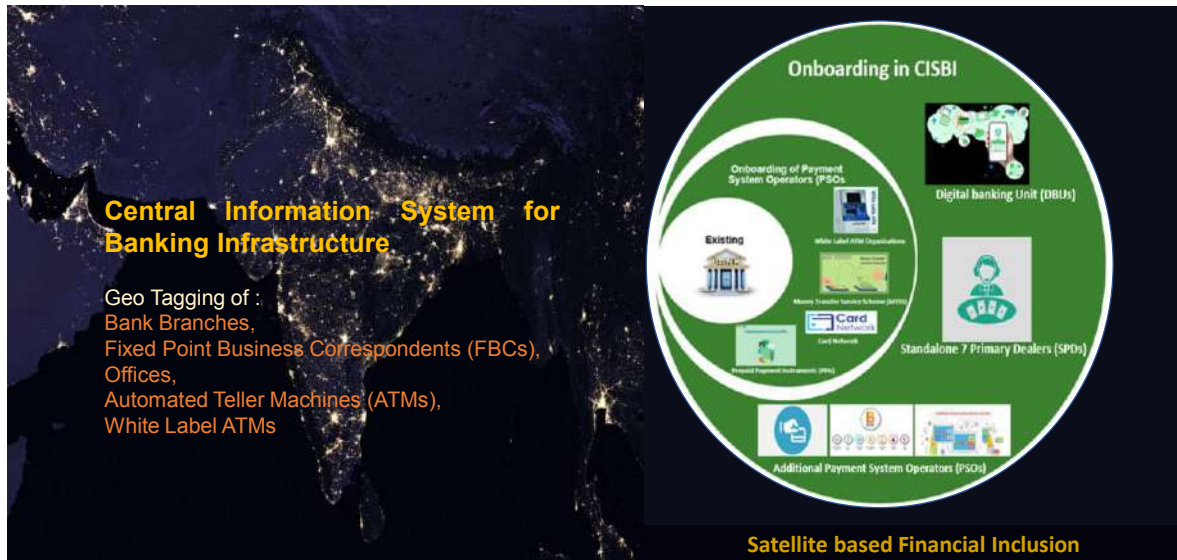 Central Information System for
Banking Infrastructure.
Geo Tagging of :
Bank Branches,
Fixed Point Business Correspondents (FBCs),
Offices,
Automated Teller Machines (ATMs),
White Label ATMs
Onboarding in CISBI
Digital banking Unit (DBUs)
Onboarding of Payment
System Operators (PSOs
Existing
White Label ATM Organisations
Money Transfer Service Scheme (MTSS)
Card
Network
Card Network
Prepaid Payment Instruments (PPIs)
Standalone 7 Primary Dealers (SPDs)
Additional Payment System Operators (PSOs)
Satellite based Financial Inclusion